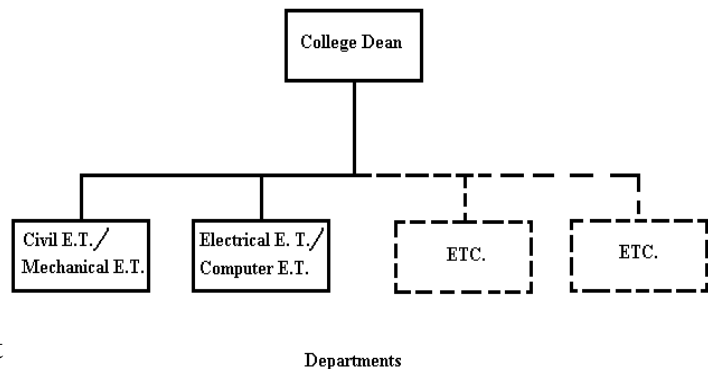 College Dean
Civil E.T./
Mechanical E.T.
Electrical E. T./
Computer E.T.
ETC.
ETC.
t
Departments